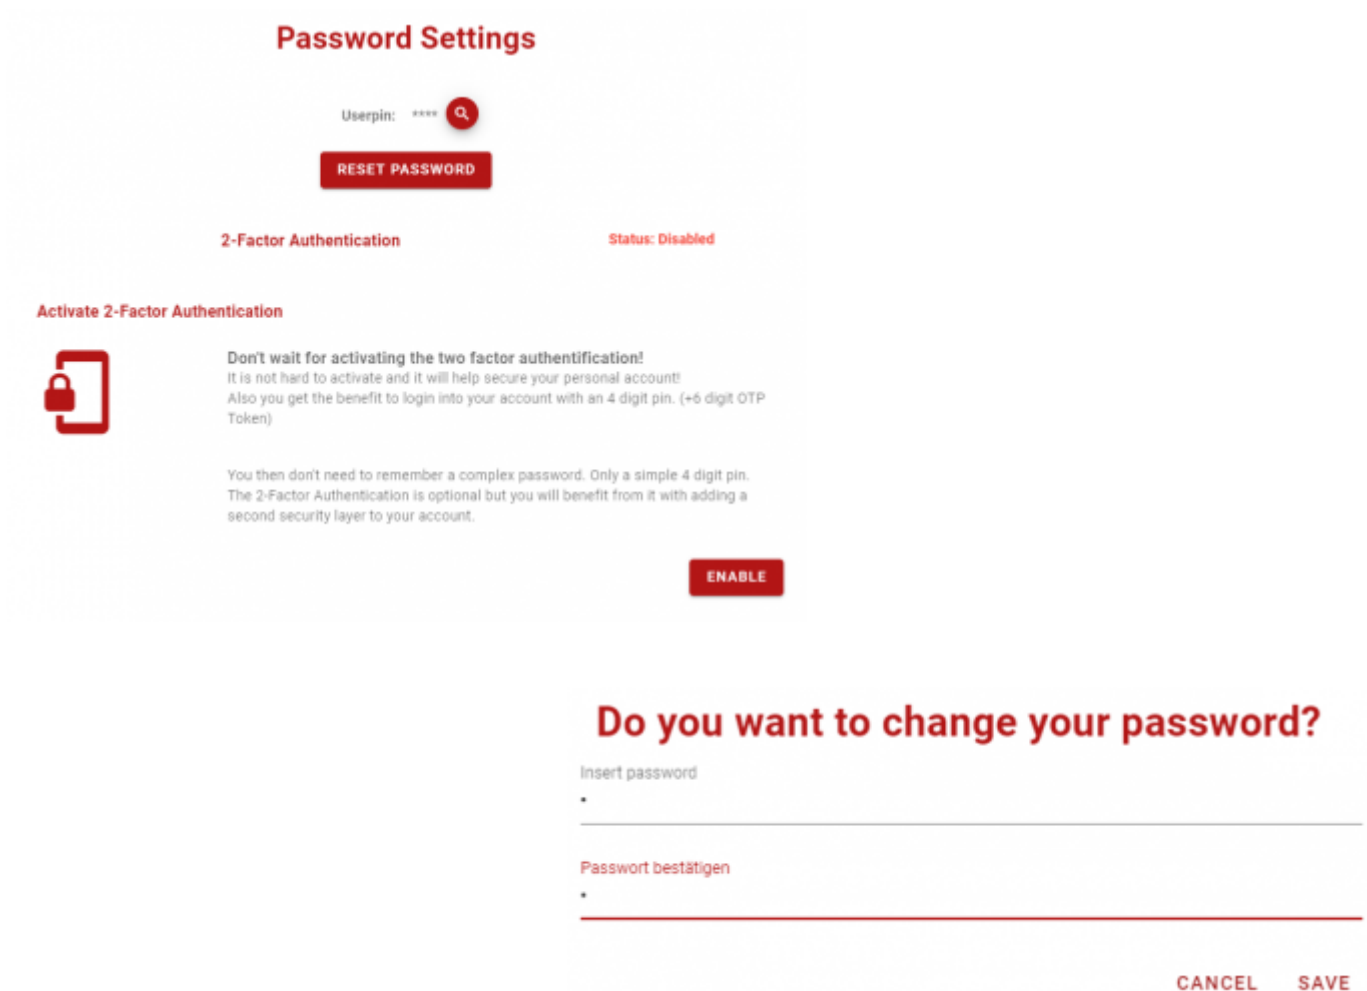 Password Settings
Userpin: ****
RESET PASSWORD
2-Factor Authentication Status: Disabled
Activate 2-Factor Authentication
Don't wait for activating the two factor authentification!
It is not hard to activate and it will help secure your personal account!
Also you get the benefit to login into your account with an 4 digit pin. (+6 digit OTP
Token)
You then don't need to remember a complex password. Only a simple 4 digit pin.
The 2-Factor Authentication is optional but you will benefit from it with adding a
second security layer to your account.
ENABLE
Do you want to change your password?
Insert password
•
Passwort bestätigen
•
CANCEL SAVE